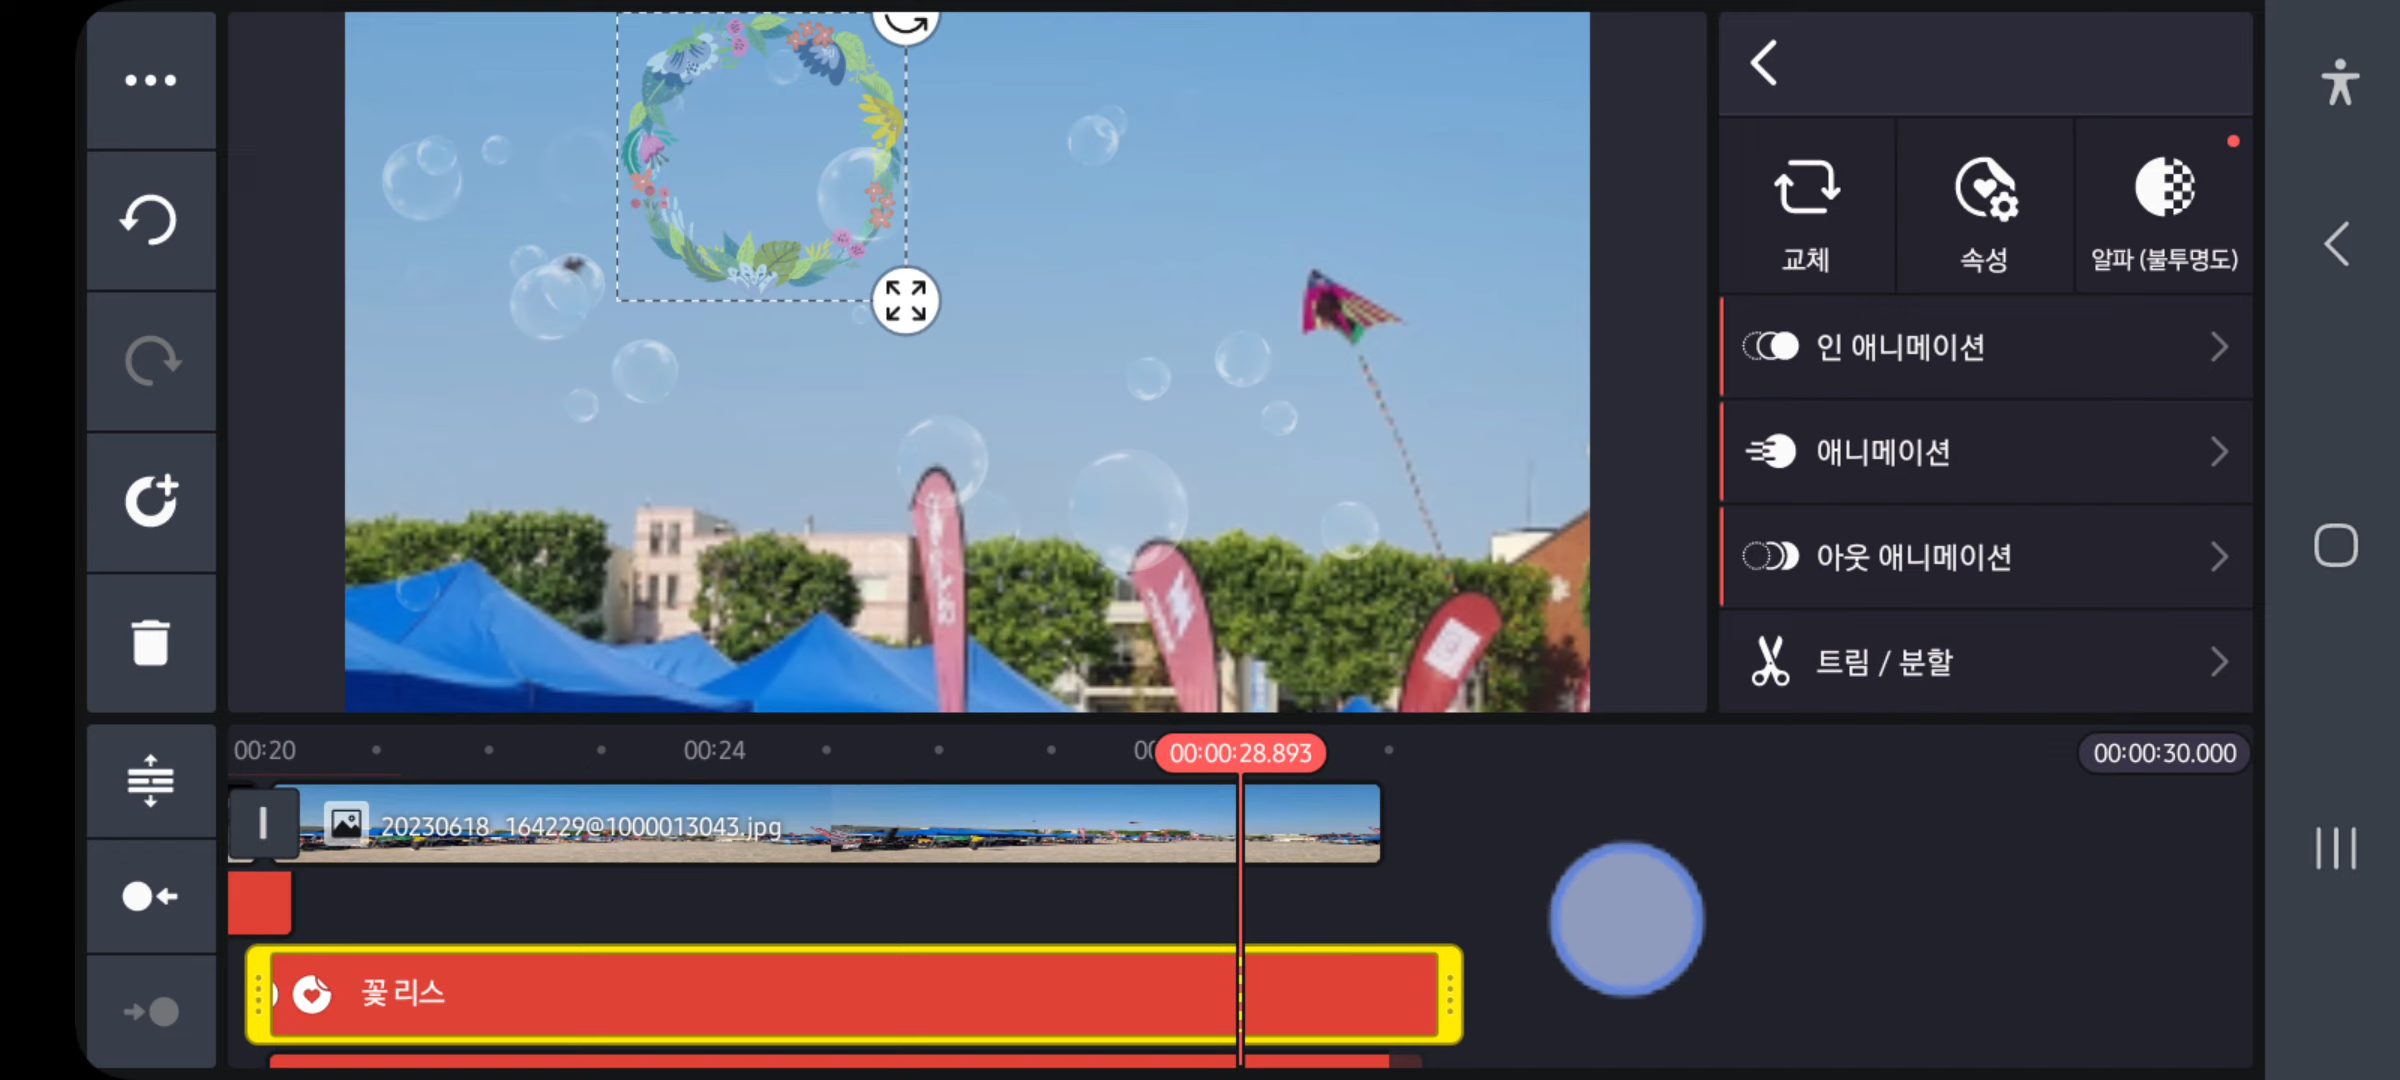 교체
속성
알파 (불투명도)
인 애니메이션
애니메이션
아웃 애니메이션
트림 / 분할
00:20
00:24
00:00:28.893
00:00:30.000
20230618_164229@1000013043.jpg
꽃 리스